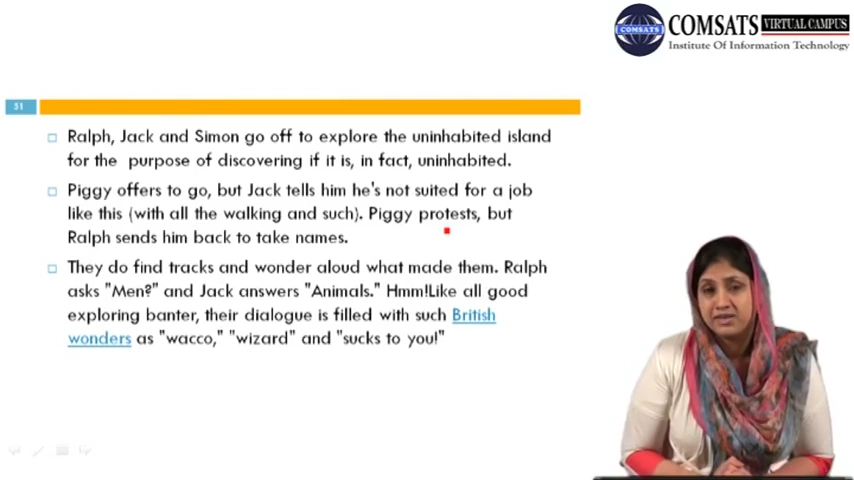 COMSATS
COMSATS VIRTUAL CAMPUS
Institute Of Information Technology
51
Ralph, Jack and Simon go off to explore the uninhabited island
for the purpose of discovering if it is, in fact, uninhabited.
Piggy offers to go, but Jack tells him he's not suited for a job
like this (with all the walking and such). Piggy protests, but
Ralph sends him back to take names.
They do find tracks and wonder aloud what made them. Ralph
asks "Men?" and Jack answers "Animals." Hmm!Like all good
exploring banter, their dialogue is filled with such British
wonders as "wacco," "wizard" and "sucks to you!"